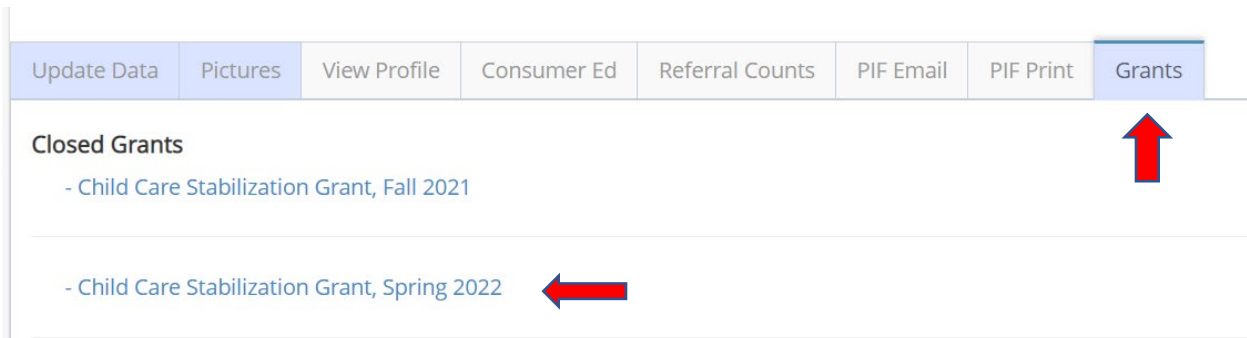 Update Data Pictures View Profile Consumer Ed Referral Counts PIF Email PIF Print Grants
Closed Grants
- Child Care Stabilization Grant, Fall 2021
- Child Care Stabilization Grant, Spring 2022